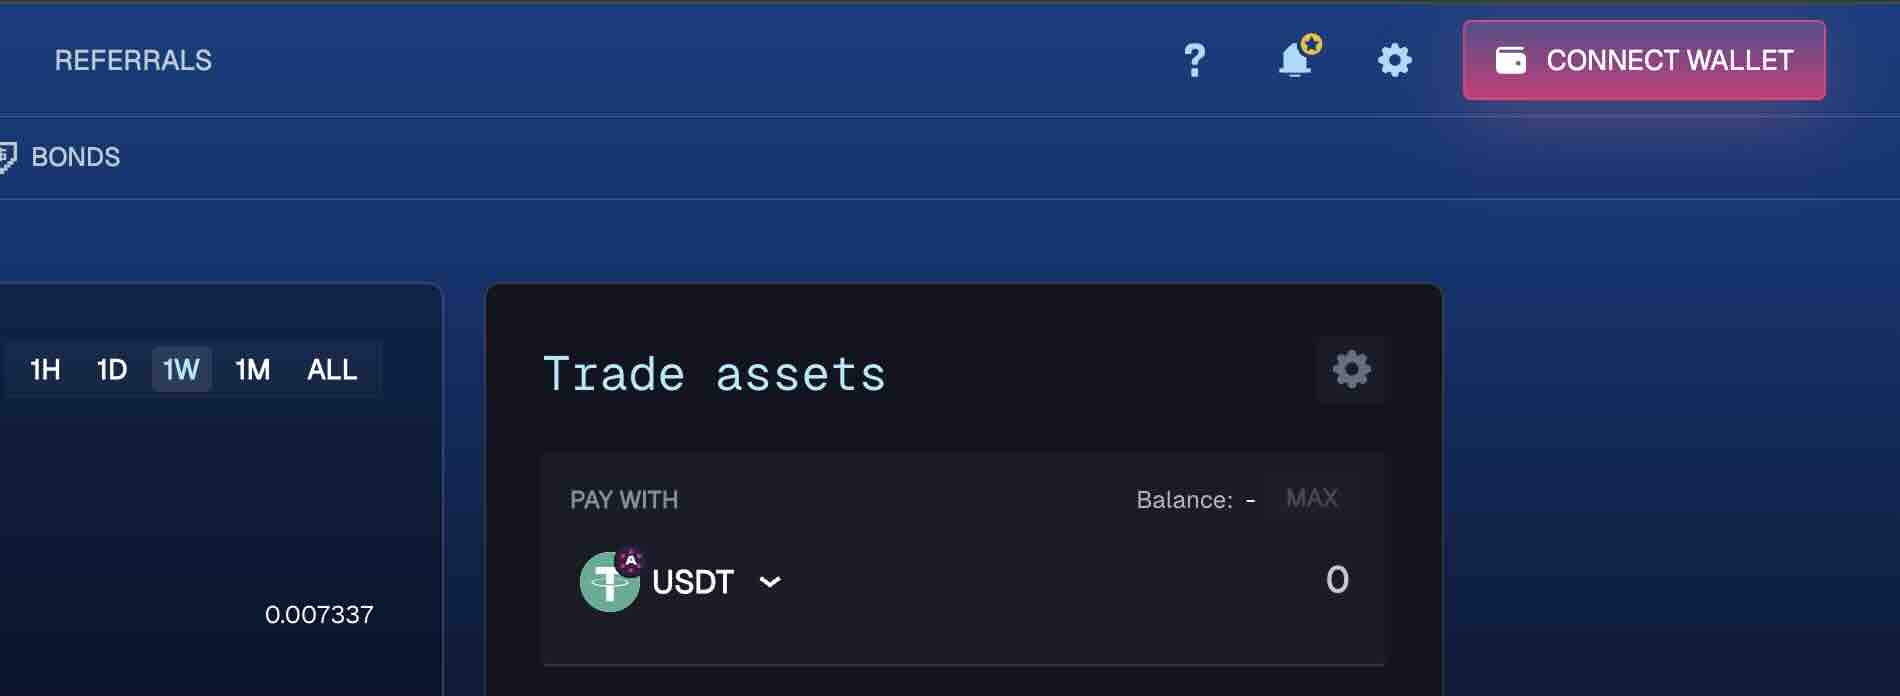 REFERRALS
?
CONNECT WALLET
BONDS
1H 1D 1W 1M ALL
Trade assets
PAY WITH
Balance: - MAX
A
USDT
0
0.007337